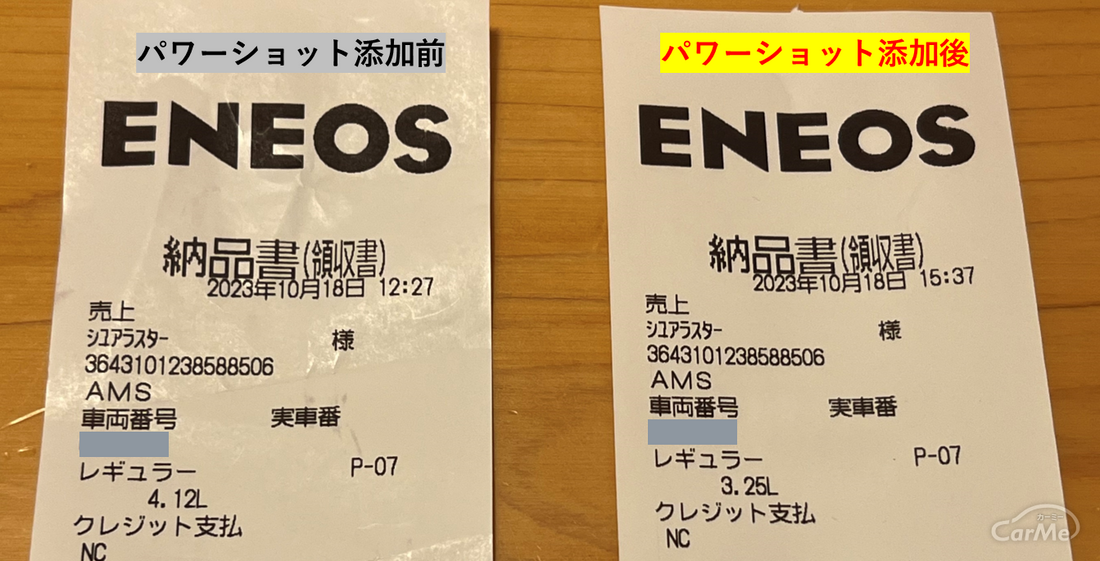 パワーショット添加前
ENEOS
納品書(領収書)
2023年10月18日 12:27
売上
ｼユアラスター 様
3643101238588506
AMS
車両番号 実車番
レギュラー P-07
4.12L
クレジット支払
NC
パワーショット添加後
ENEOS
納品書(領収書)
2023年10月18日 15:37
売上
ｼユアラスター 様
3643101238588506
AMS
車両番号 実車番
レギュラー P-07
3.25L
クレジット支払
NC
カーミー
CarMe